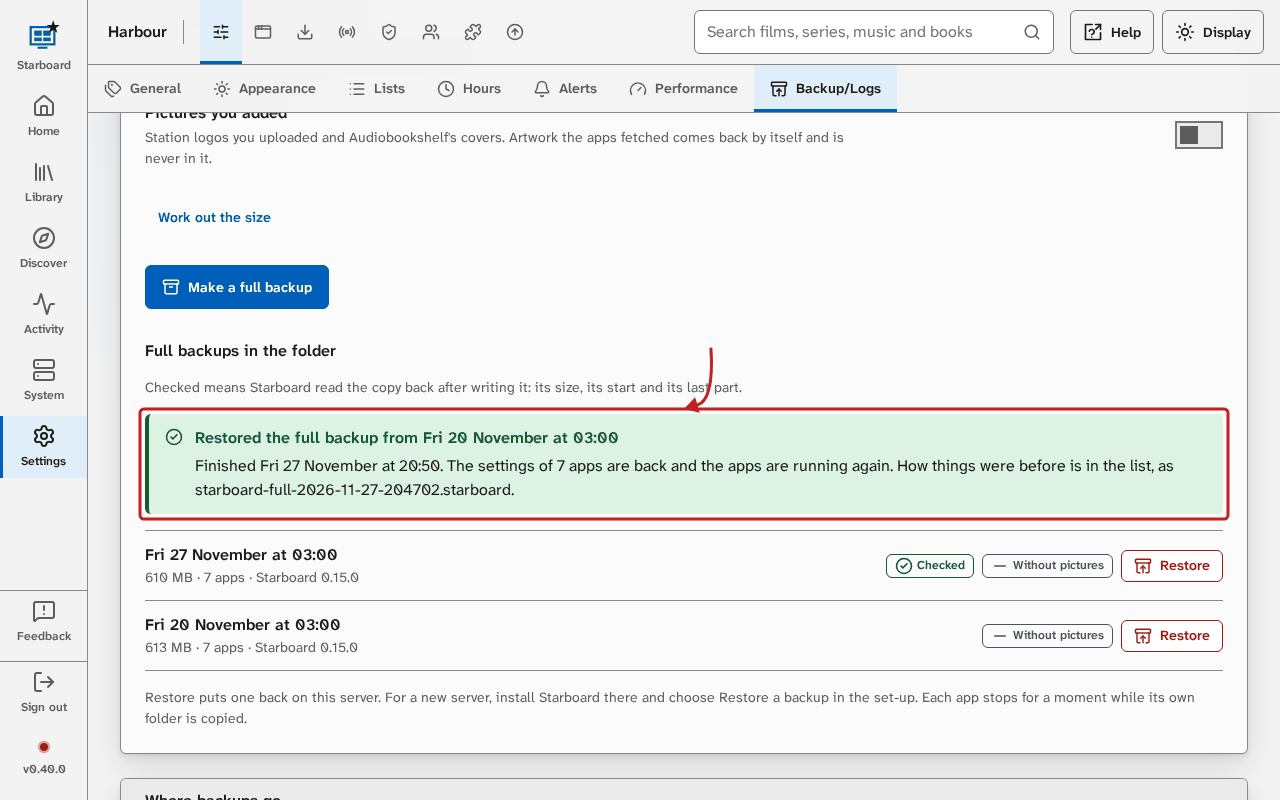 Starboard
Home
Library
Discover
Activity
System
Settings
Feedback
Sign out
v0.40.0
Harbour
Search films, series, music and books
Help
Display
General
Appearance
Lists
Hours
Alerts
Performance
Backup/Logs
Pictures you added
Station logos you uploaded and Audiobookshelf's covers. Artwork the apps fetched comes back by itself and is
never in it.
Work out the size
Make a full backup
Full backups in the folder
Checked means Starboard read the copy back after writing it: its size, its start and its last part.
Restored the full backup from Fri 20 November at 03:00
Finished Fri 27 November at 20:50. The settings of 7 apps are back and the apps are running again. How things were before is in the list, as
starboard-full-2026-11-27-204702.starboard.
Fri 27 November at 03:00
610 MB · 7 apps · Starboard 0.15.0
Checked
Without pictures
Restore
Fri 20 November at 03:00
613 MB · 7 apps · Starboard 0.15.0
Without pictures
Restore
Restore puts one back on this server. For a new server, install Starboard there and choose Restore a backup in the set-up. Each app stops for a moment while its own
folder is copied.
Where backups go